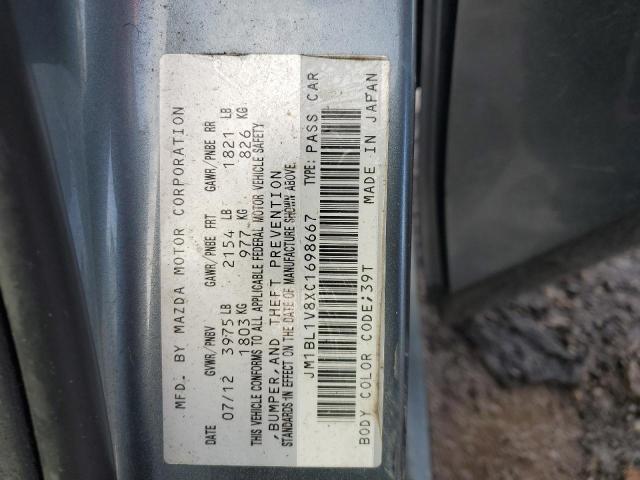 MFD. BY MAZDA MOTOR CORPORATION
DATE GVWR/PNBV GAWR/PNBE FRT GAWR/PNBE RR
07/12 3975 LB 2154 LB 1821 LB
1803 KG 977 KG 826 KG
THIS VEHICLE CONFORMS TO ALL APPLICABLE FEDERAL MOTOR VEHICLE SAFETY
,BUMPER,AND THEFT PREVENTION
STANDARDS IN EFFECT ON THE DATE OF MANUFACTURE SHOWN ABOVE.
JM1BL1V8XC1698667 TYPE: PASS CAR
BODY COLOR CODE;39T MADE IN JAPAN